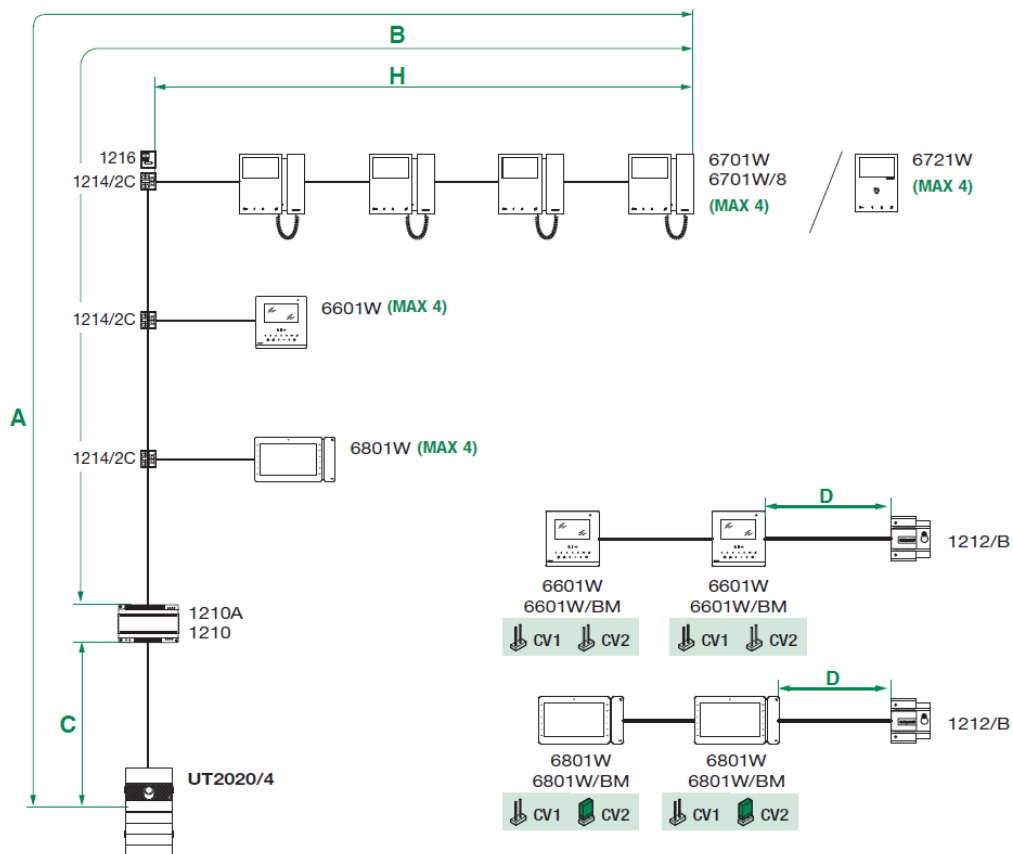 B
H
1216
1214/2C
6701W
6701W/8
(MAX 4)
6721W
(MAX 4)
1214/2C
6601W (MAX 4)
A
1214/2C
6801W (MAX 4)
D
1212/B
6601W
6601W/BM
6601W
6601W/BM
CV1 CV2
CV1 CV2
1210A
1210
D
C
1212/B
UT2020/4
6801W
6801W/BM
6801W
6801W/BM
CV1 CV2
CV1 CV2